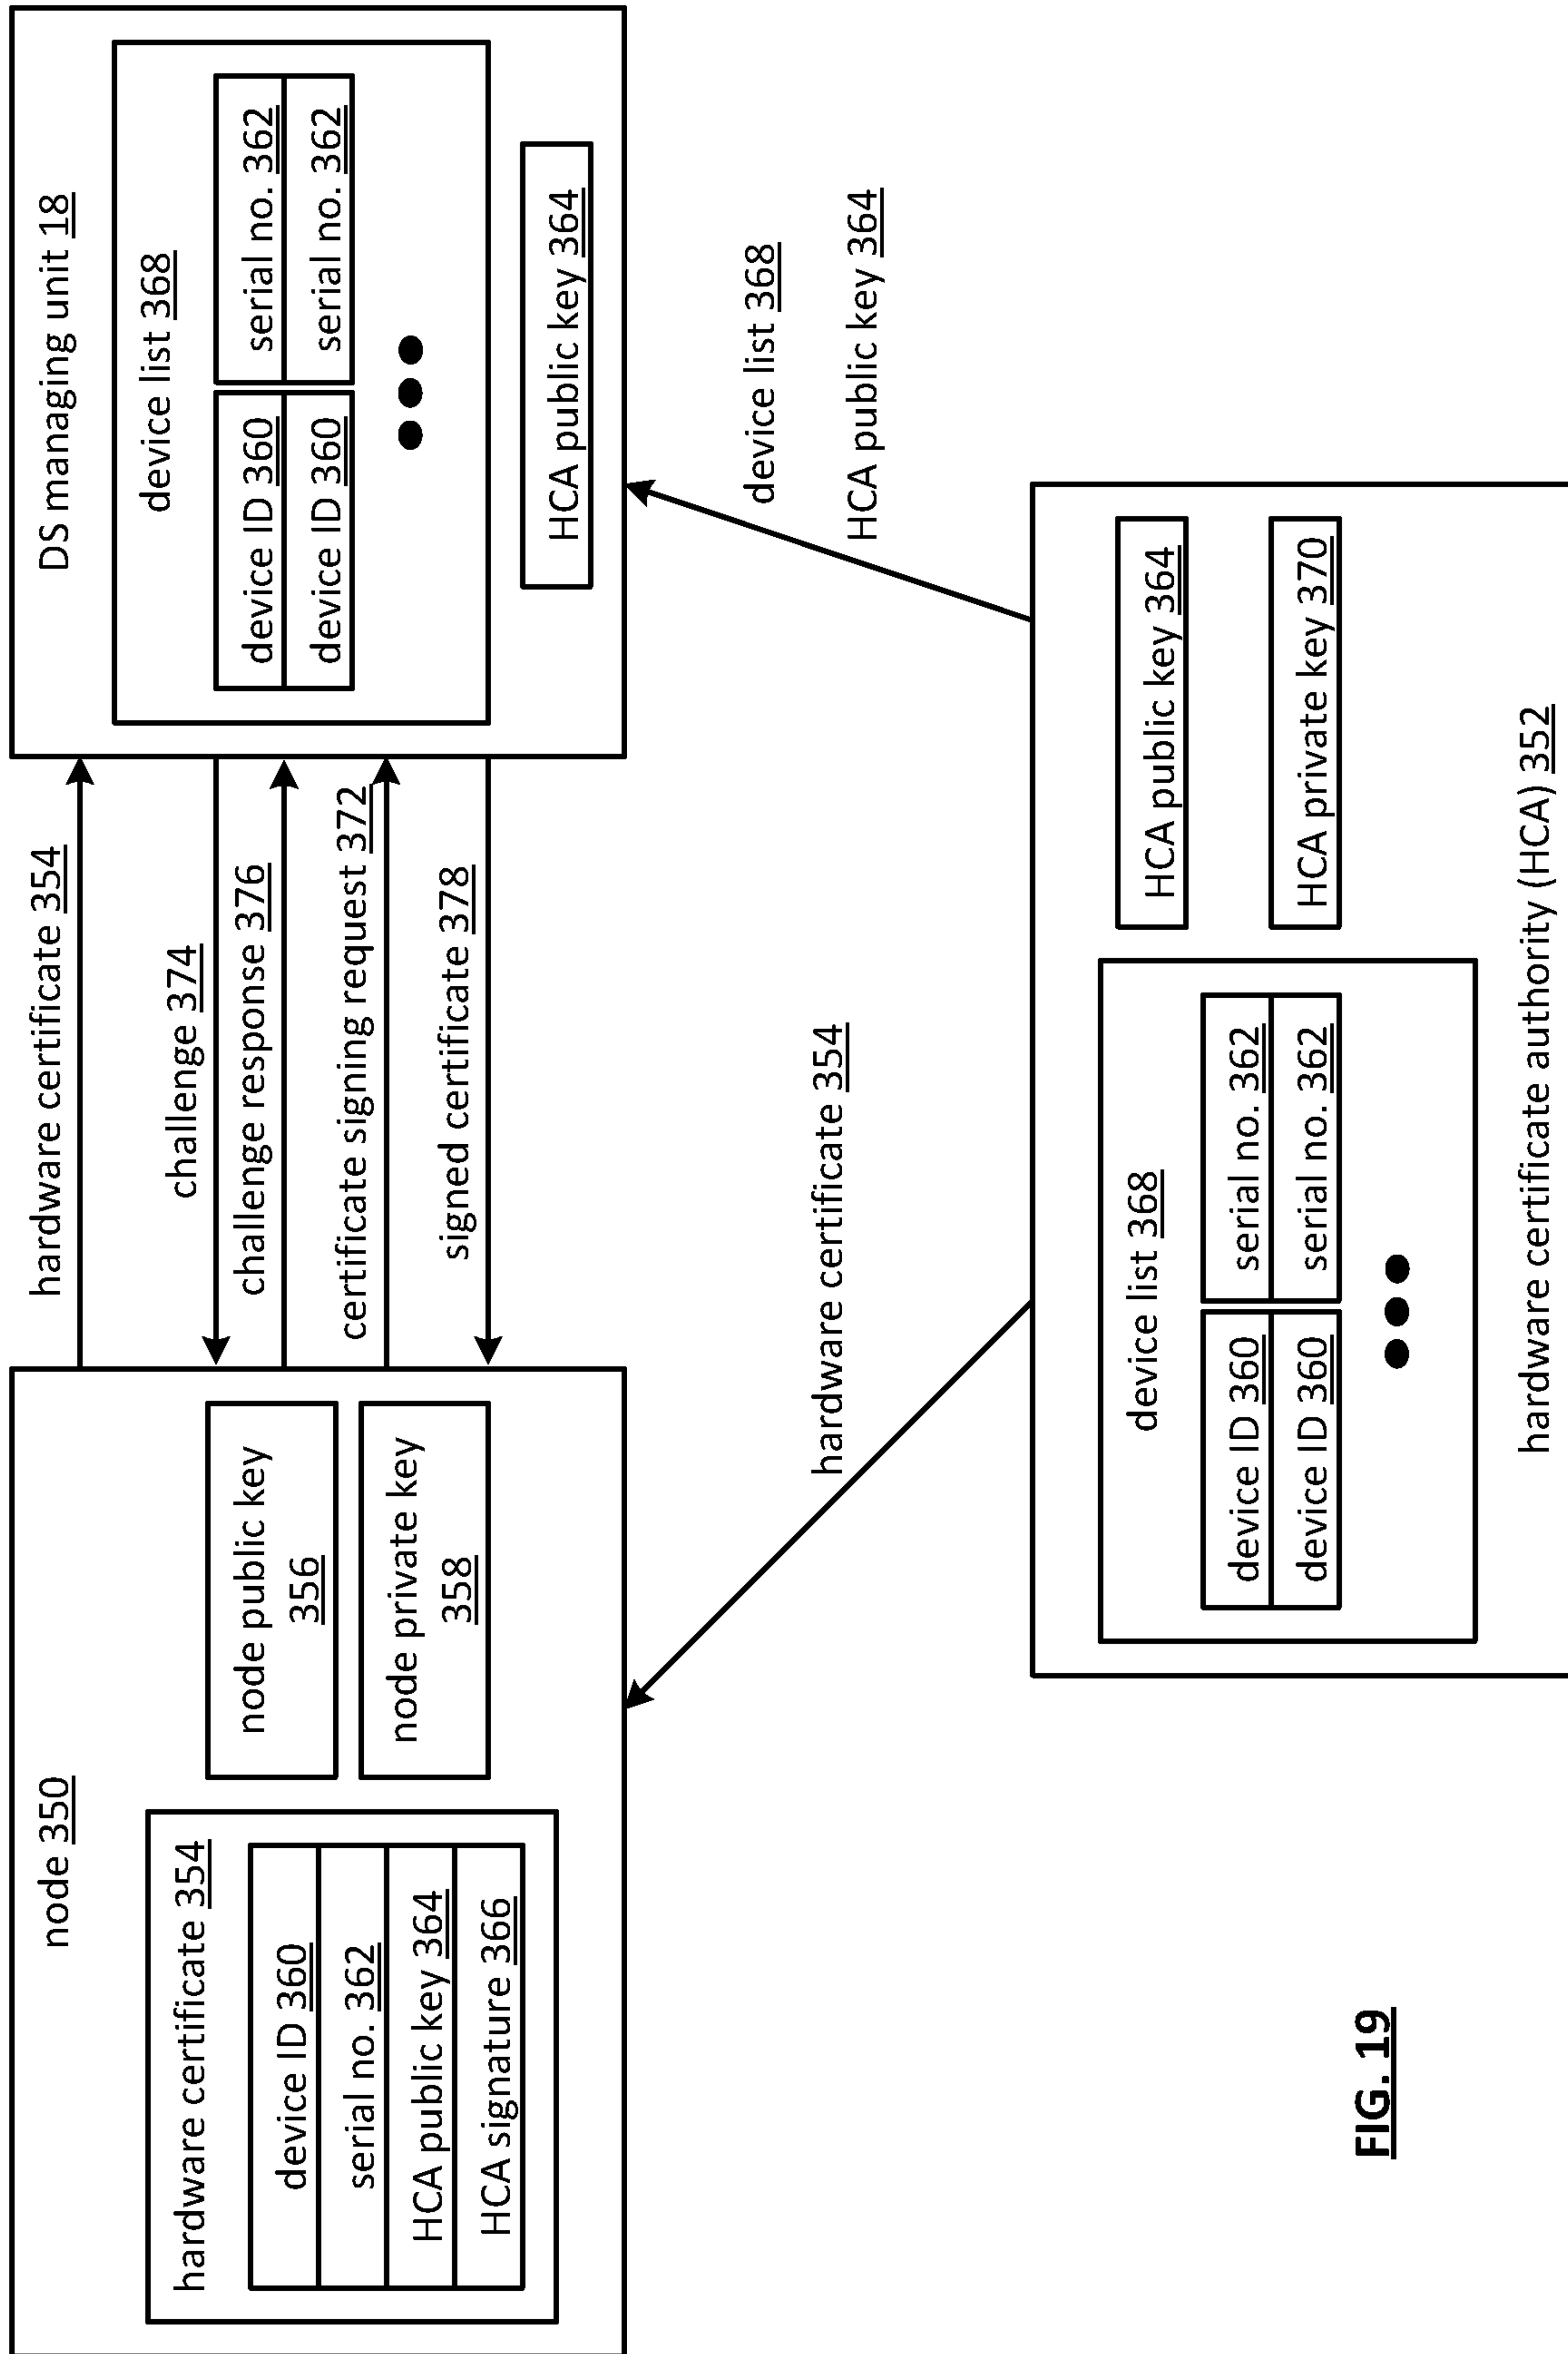 node 350
hardware certificate 354
device ID 360
serial no. 362
HCA public key 364
HCA signature 366
node public key
356
node private key
358
hardware certificate 354
challenge 374
challenge response 376
certificate signing request 372
signed certificate 378
DS managing unit 18
device list 368
device ID 360 serial no. 362
device ID 360 serial no. 362
HCA public key 364
hardware certificate 354
device list 368
HCA public key 364
device list 368
device ID 360 serial no. 362
device ID 360 serial no. 362
HCA public key 364
HCA private key 370
hardware certificate authority (HCA) 352
FIG. 19